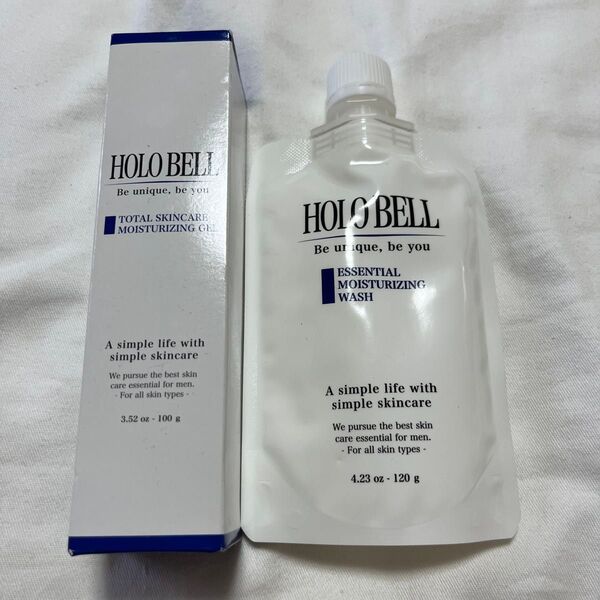 HOLO BELL
Be unique, be you
TOTAL SKINCARE
MOISTURIZING GEL
A simple life with
simple skincare
We pursue the best skin
care essential for men.
- For all skin types -
3.52 oz - 100 g
HOLO BELL
Be unique, be you
ESSENTIAL
MOISTURIZING
WASH
A simple life with
simple skincare
We pursue the best skin
care essential for men.
- For all skin types -
4.23 oz - 120 g